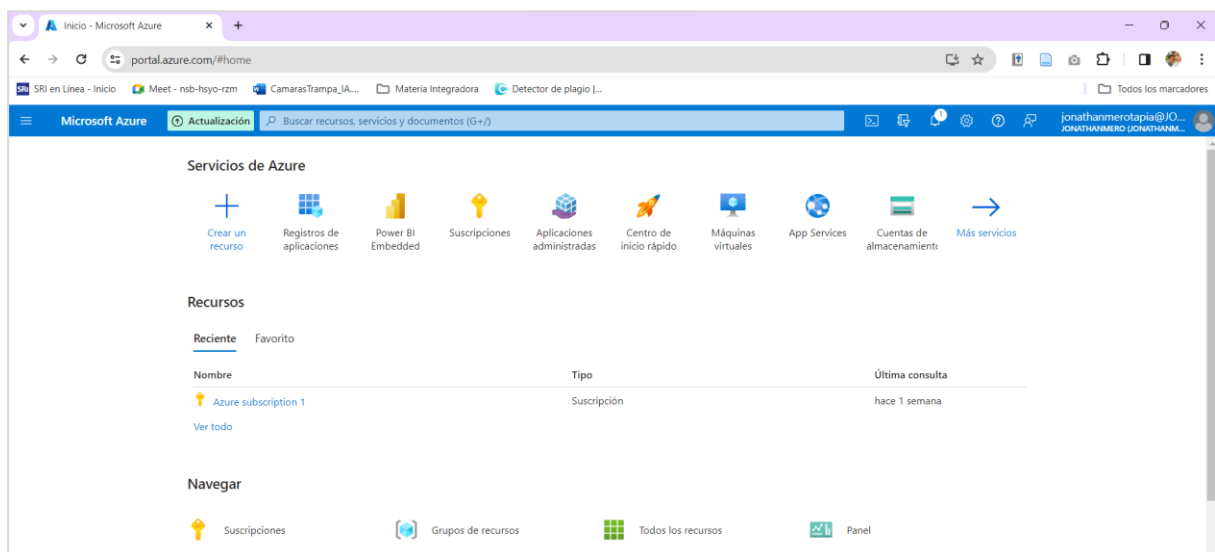 Inicio - Microsoft Azure
portal.azure.com/#home
SRI SRI en Línea - Inicio Meet - nsb-hsyo-rzm CamarasTrampa_IA.... Materia Integradora Detector de plagio |... Todos los marcadores
Microsoft Azure Actualización Buscar recursos, servicios y documentos (G+/) 1 jonathanmerotapia@JO...
JONATHANMERO (JONATHANM...
Servicios de Azure
Crear un recurso
Registros de aplicaciones
Power BI Embedded
Suscripciones
Aplicaciones administradas
Centro de inicio rápido
Máquinas virtuales
App Services
Cuentas de almacenamiento
Más servicios
Recursos
Reciente Favorito
Nombre Tipo Última consulta
Azure subscription 1 Suscripción hace 1 semana
Ver todo
Navegar
Suscripciones Grupos de recursos Todos los recursos Panel